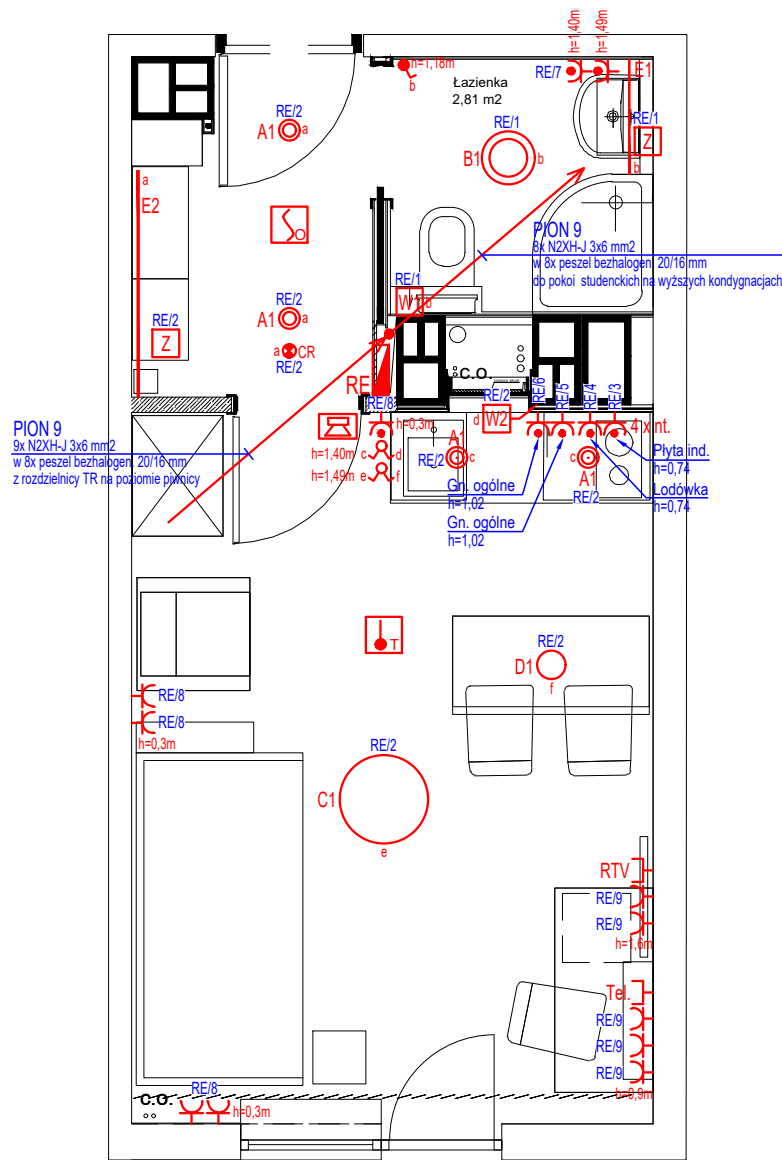 h=1,40m
h=1,49m
h=1,18m
b
Łazienka
2,81 m2
RE/7
E1
RE/2
A1
a
RE/1
B1
b
RE/1
Z
b
a
E2
S
O
PION 9
8x N2XH-J 3x6 mm2
w 8x peszel bezhalogen. 20/16 mm
do pokoi studenckich na wyższych kondygnacjach
RE/1
W1
b
RE/2
A1
a
RE/2
Z
a
CR
RE/2
RE
C.O.
RE/2
d
W2
RE/6
RE/5
RE/4
RE/3
4 x nt.
RE/8
h=0,3m
PION 9
9x N2XH-J 3x6 mm2
w 8x peszel bezhalogen. 20/16 mm
z rozdzielnicy TR na poziomie piwnicy
h=1,40m
c
d
h=1,49m
e
f
A1
RE/2
c
c
A1
RE/2
Płyta ind.
h=0,74
Lodówka
h=0,74
Gn. ogólne
h=1,02
Gn. ogólne
h=1,02
T
RE/2
D1
f
RE/8
RE/8
h=0,3m
RE/2
C1
e
RTV
RE/9
RE/9
h=1,6m
Tel.
RE/9
RE/9
RE/9
h=0,9m
C.O.
RE/8
h=0,3m